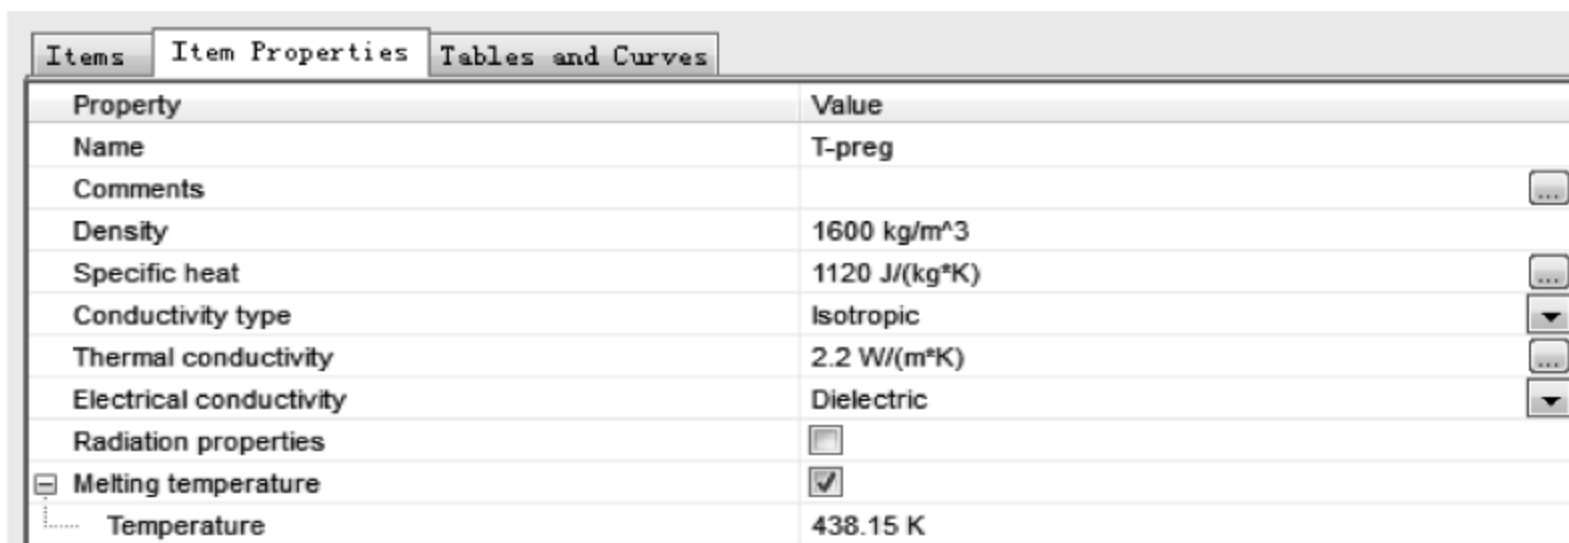 Items Item Properties Tables and Curves
Property Value
Name T-preg
Comments ...
Density 1600 kg/m^3
Specific heat 1120 J/(kg*K) ...
Conductivity type Isotropic
Thermal conductivity 2.2 W/(m*K) ...
Electrical conductivity Dielectric
Radiation properties
Melting temperature
Temperature 438.15 K